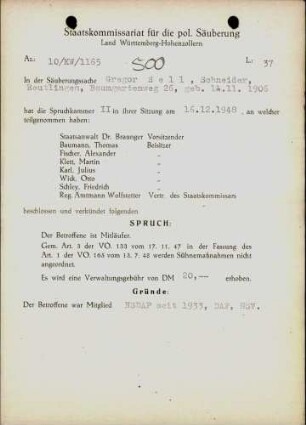 Staatskommissariat für die pol. Säuberung
Land Württemberg-Hohenzollern
Az: 10/KW/1165 500 L: 37
In der Säuberungssache Gregor Hell, Schneider,
Reutlingen, Baumgartenweg 26, geb. 14.11. 1906
hat die Spruchkammer II in ihrer Sitzung am 16.12.1948, an welcher
teilgenommen haben:
Staatsanwalt Dr. Vorsitzender
Baumann, Thomas Beisitzer
Fischer, Alexander "
Klett, Martin "
Karl, Julius "
Wick, Otto "
Schley, Friedrich "
Reg. Amtmann Wolfstetter Vertr. des Staatskommissars
beschlossen und verkündet folgenden
SPRUCH:
Der Betroffene ist Mitläufer.
Gem. Art. 3 der VO. 133 vom 17. 11. 47 in der Fassung des
Art. 1 der VO. 165 vom 13. 7. 48 werden Sühnemaßnahmen nicht
angeordnet.
Es wird eine Verwaltungsgebühr von DM 20,— erhoben.
Gründe:
Der Betroffene war Mitglied NSDAP seit 1933, DAF, NSV.